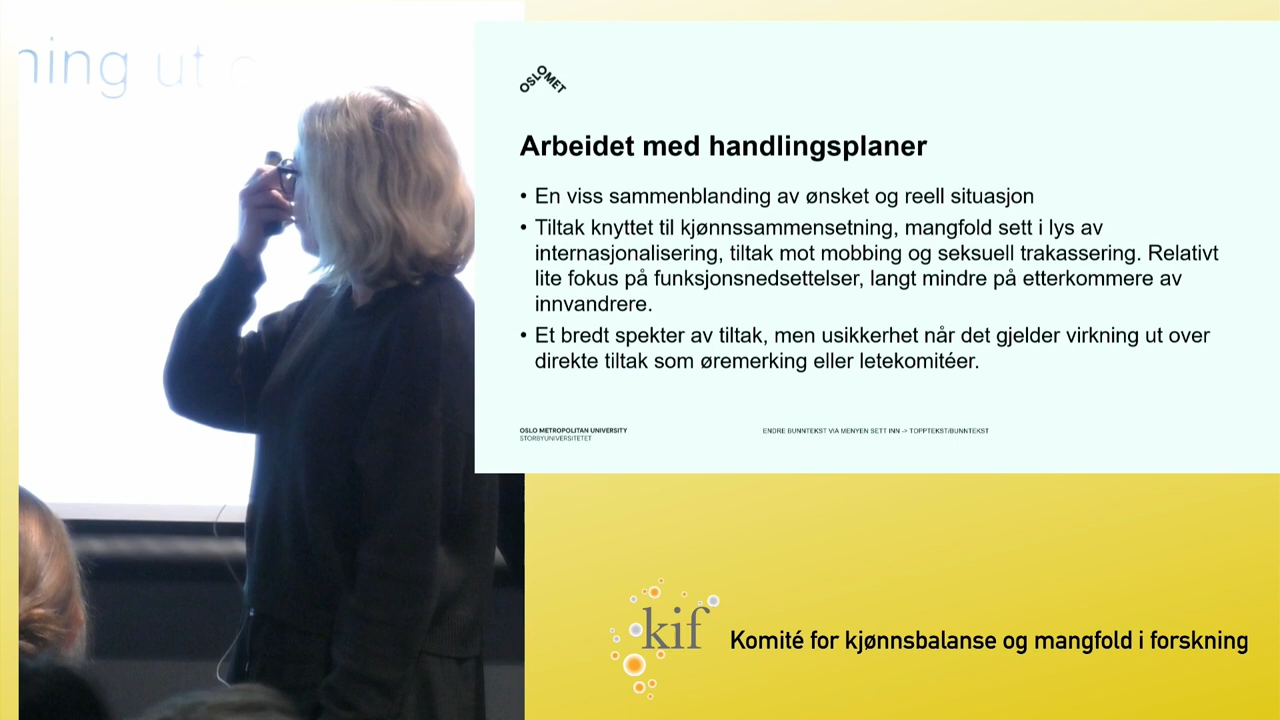 ning ut
OSLOMET
Arbeidet med handlingsplaner
• En viss sammenblanding av ønsket og reell situasjon
• Tiltak knyttet til kjønnssammensetning, mangfold sett i lys av
internasjonalisering, tiltak mot mobbing og seksuell trakassering. Relativt
lite fokus på funksjonsnedsettelser, langt mindre på etterkommere av
innvandrere.
• Et bredt spekter av tiltak, men usikkerhet når det gjelder virkning ut over
direkte tiltak som øremerking eller letekomitéer.
OSLO METROPOLITAN UNIVERSITY
STORBYUNIVERSITETET
ENDRE BUNNTEKST VIA MENYEN SETT INN -> TOPPTEKST/BUNNTEKST
kif
Komité for kjønnsbalanse og mangfold i forskning